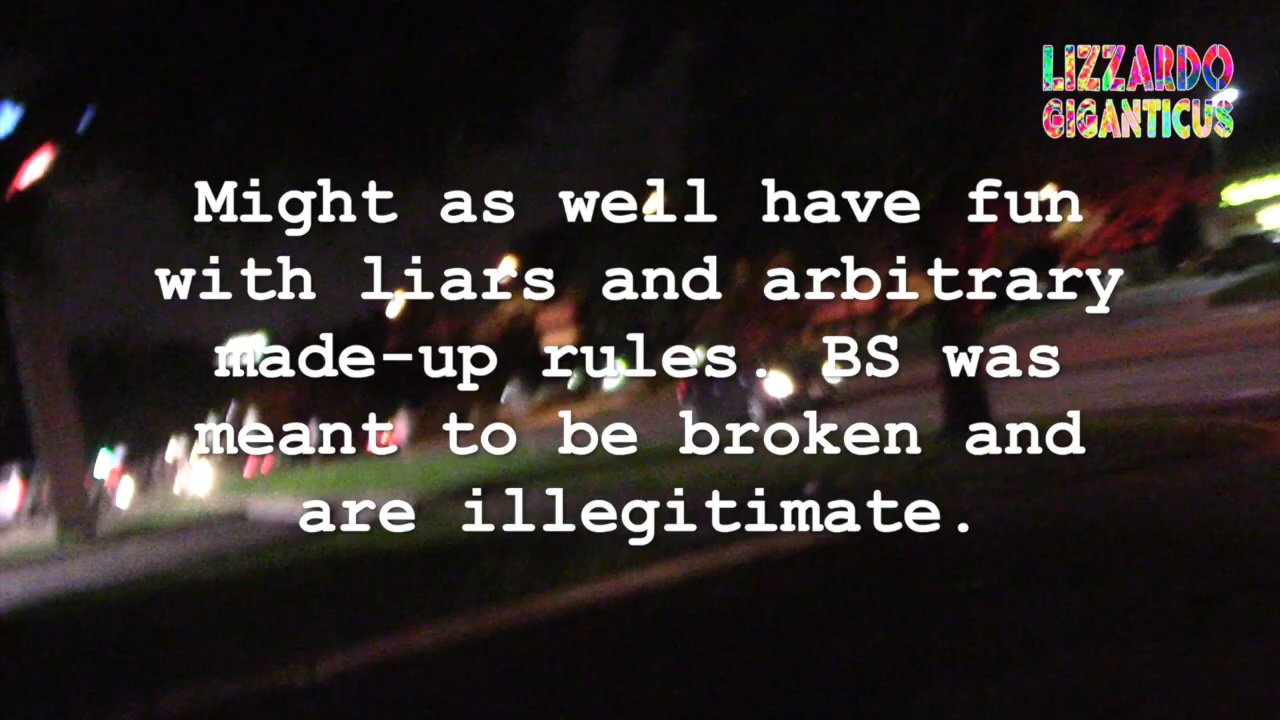 LIZZARDO
GIGANTICUS
Might as well have fun
with liars and arbitrary
made-up rules. BS was
meant to be broken and
are illegitimate.